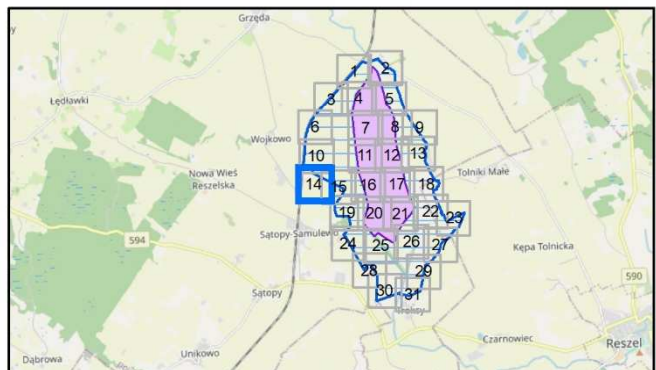 Grzęda
1 2
Lędławki
3 4 5
6 7 8 9
Wojkowo
10 11 12 13
Nowa Wieś
Reszelska
Tolniki Małe
14 15 16 17 18
19 20 21 22 23
594
Sątopy-Samulewo
24 25 26 27
Kępa Tolnicka
28 29
590
Sątopy
30 31
Troksy
Czarnowiec
Unikowo
Reszel
Dąbrowa